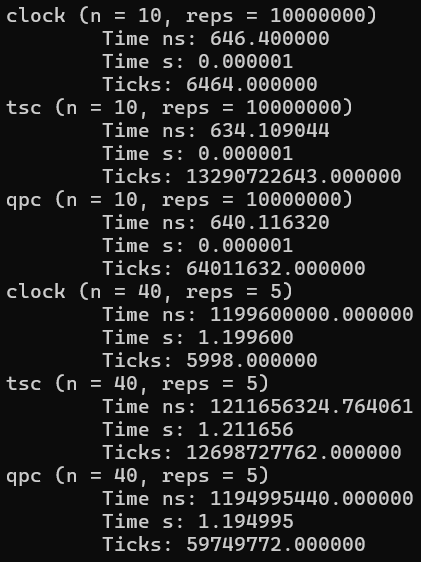 clock (n = 10, reps = 10000000)
Time ns: 646.400000
Time s: 0.000001
Ticks: 6464.000000
tsc (n = 10, reps = 10000000)
Time ns: 634.109044
Time s: 0.000001
Ticks: 13290722643.000000
qpc (n = 10, reps = 10000000)
Time ns: 640.116320
Time s: 0.000001
Ticks: 64011632.000000
clock (n = 40, reps = 5)
Time ns: 1199600000.000000
Time s: 1.199600
Ticks: 5998.000000
tsc (n = 40, reps = 5)
Time ns: 1211656324.764061
Time s: 1.211656
Ticks: 12698727762.000000
qpc (n = 40, reps = 5)
Time ns: 1194995440.000000
Time s: 1.194995
Ticks: 59749772.000000